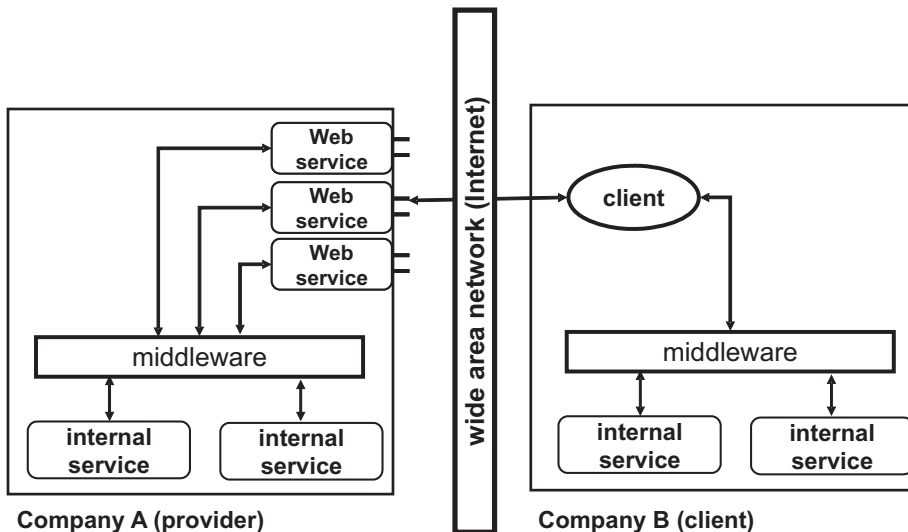 Web
service
Web
service
Web
service
middleware
internal
service
internal
service
Company A (provider)
wide area network (Internet)
client
middleware
internal
service
internal
service
Company B (client)